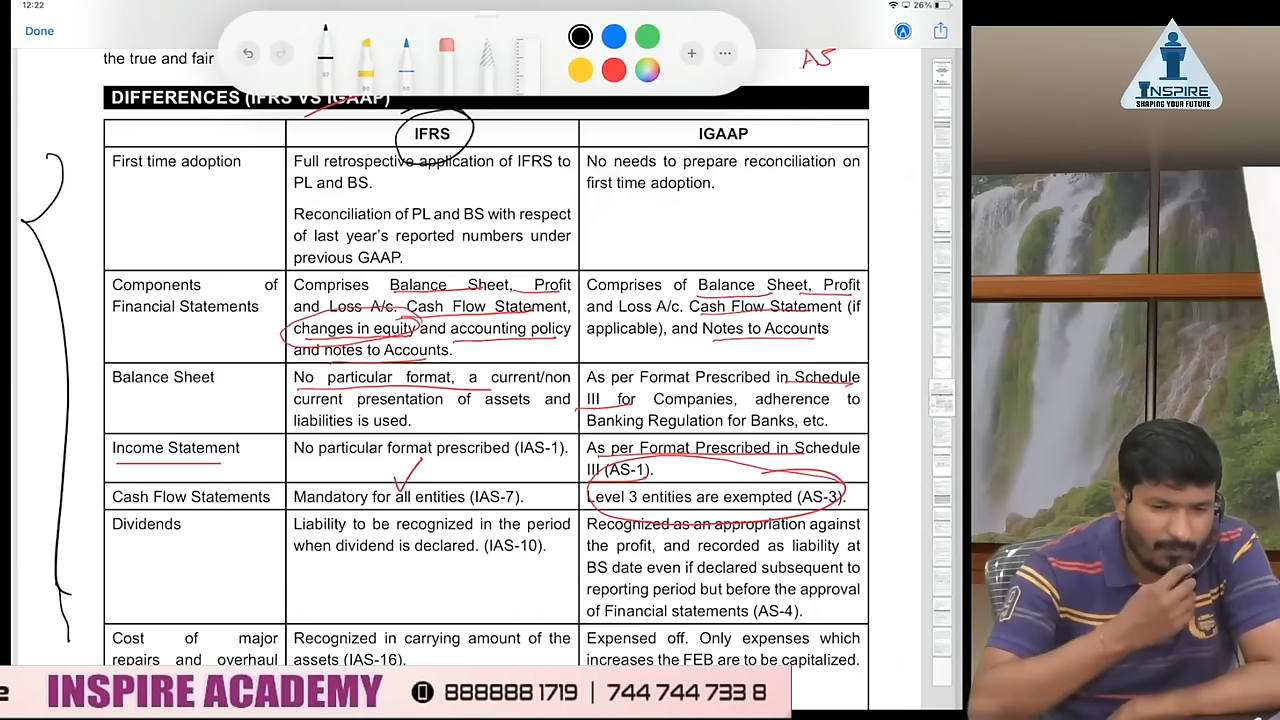 12:22
26%
Done
the true and fair
AS
DIFFERENCES (IFRS VS IGAAP)
IFRS
IGAAP
First time adoption
Full retrospective application of IFRS to
PL and BS.
Reconciliation of PL and BS with respect
of last year's reported numbers under
previous GAAP.
No needs to prepare reconciliation on
first time adoption.
Components of
Financial Statements
Comprises Balance Sheet, Profit
and Loss A/c. Cash Flow Statement,
changes in equity and accounting policy
and notes to Accounts.
Comprises of Balance Sheet, Profit
and Loss A/c. Cash Flow Statement (if
applicable), and Notes to Accounts
Balance Sheet
No particular format, a current/non
current presentation of assets and
liabilities is used.
As per Format Prescribed in Schedule
III for Companies, adherence to
Banking Regulation for Banks, etc.
Income Statement
No particular format prescribed (IAS-1).
As per Format Prescribed in Schedule
III (AS-1).
Cash Flow Statements
Mandatory for all entities (IAS-7).
Level 3 entities are exempted (AS-3).
Dividends
Liability to be recognized in the period
when dividend is declared. (IAS-10).
Recognized as an appropriation against
the profit, and recorded as liability at
BS date even if declared subsequent to
reporting period but before the approval
of Financial statements (AS-4).
Cost of major
repairs and overhaul
Recognized in carrying amount of the
assets (IAS-16).
Expensed off. Only expenses which
increases the FEB are to be capitalized.
INSPIRE
SHAPING YOUR FUTURE
e INSPIRE ACADEMY 888888 1719 | 744 744 733 8